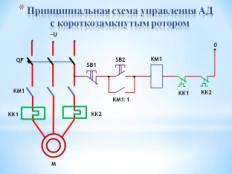 * Принципиальная схема управления АД
с короткозамкнутым ротором
~U
0
QF
SB1
SB2
KM1
KM1
KM1: 1
KK1
KK2
KK1
KK2
M